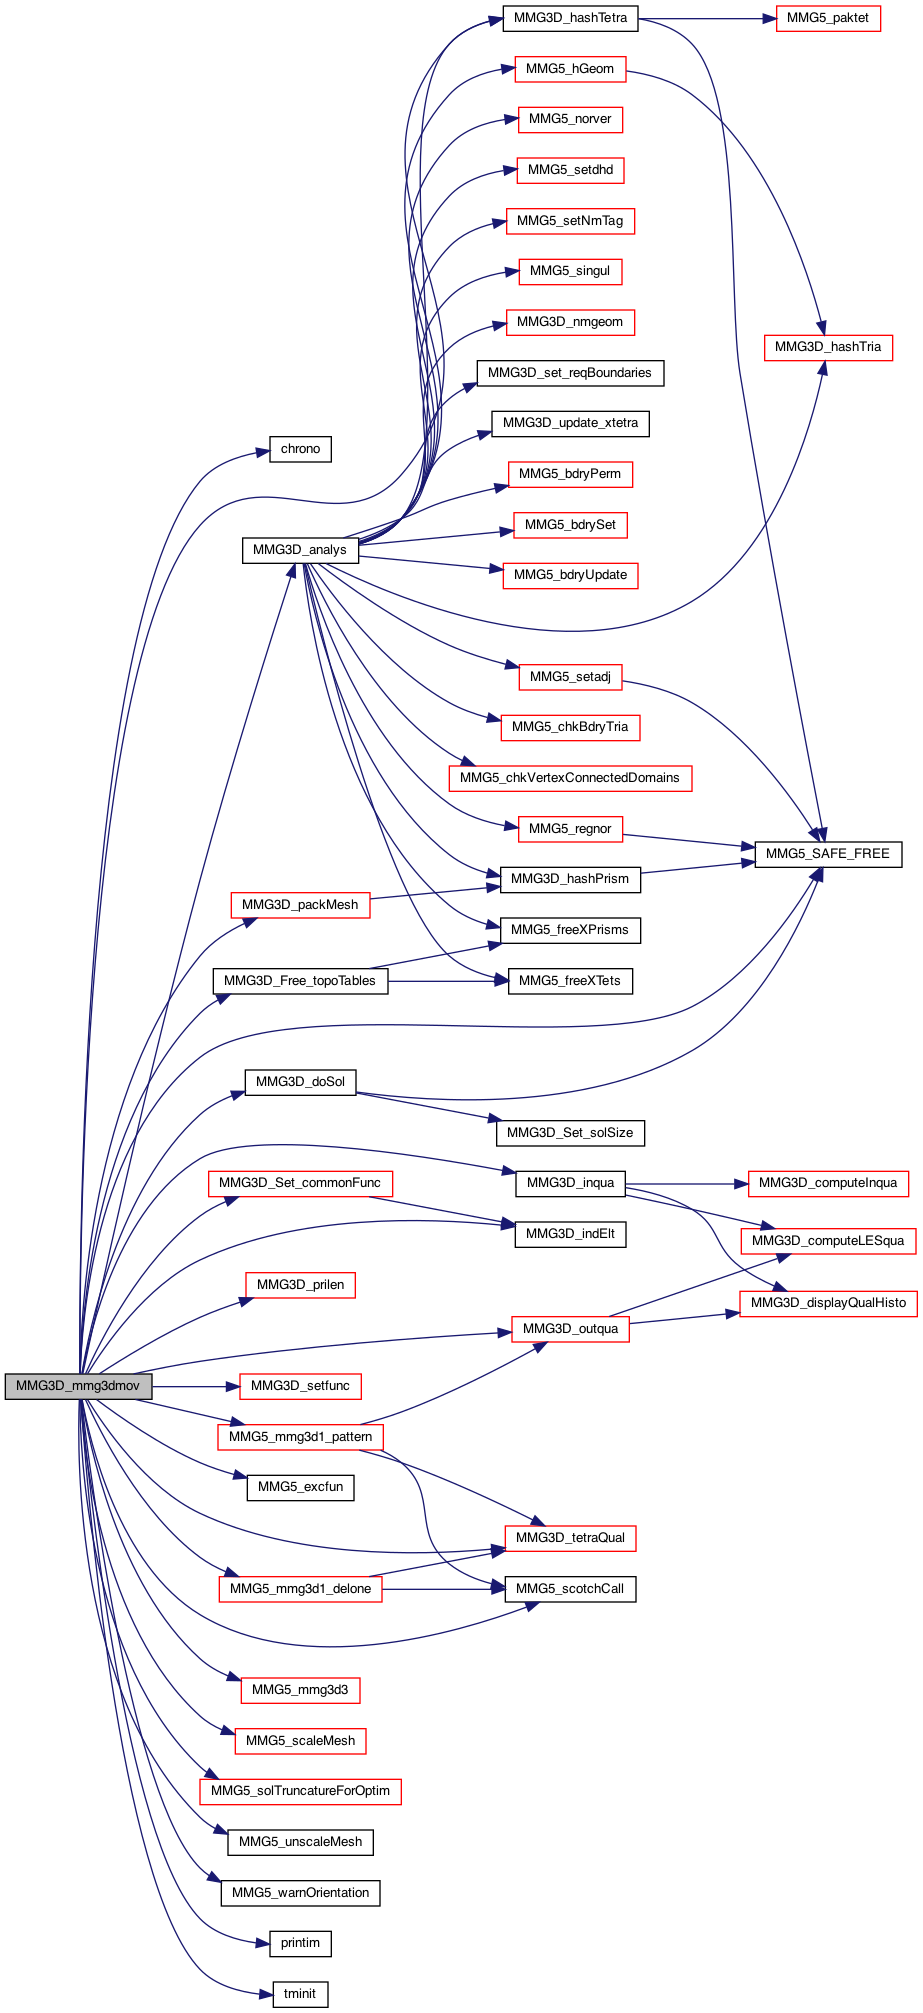 MMG3D_hashTetra
MMG5_paktet
MMG5_hGeom
MMG5_norver
MMG5_setdhd
MMG5_setNmTag
MMG5_singul
MMG3D_nmgeom
MMG3D_hashTria
MMG3D_set_reqBoundaries
MMG3D_update_xtetra
chrono
MMG5_bdryPerm
MMG5_bdrySet
MMG3D_analys
MMG5_bdryUpdate
MMG5_setadj
MMG5_chkBdryTria
MMG5_chkVertexConnectedDomains
MMG5_regnor
MMG5_SAFE_FREE
MMG3D_hashPrism
MMG3D_packMesh
MMG5_freeXPrisms
MMG3D_Free_topoTables
MMG5_freeXTets
MMG3D_doSol
MMG3D_Set_solSize
MMG3D_Set_commonFunc
MMG3D_inqua
MMG3D_computeInqua
MMG3D_indElt
MMG3D_computeLESqua
MMG3D_prilen
MMG3D_displayQualHisto
MMG3D_outqua
MMG3D_mmg3dmov
MMG3D_setfunc
MMG5_mmg3d1_pattern
MMG5_excfun
MMG3D_tetraQual
MMG5_mmg3d1_delone
MMG5_scotchCall
MMG5_mmg3d3
MMG5_scaleMesh
MMG5_solTruncatureForOptim
MMG5_unscaleMesh
MMG5_warnOrientation
printim
tminit